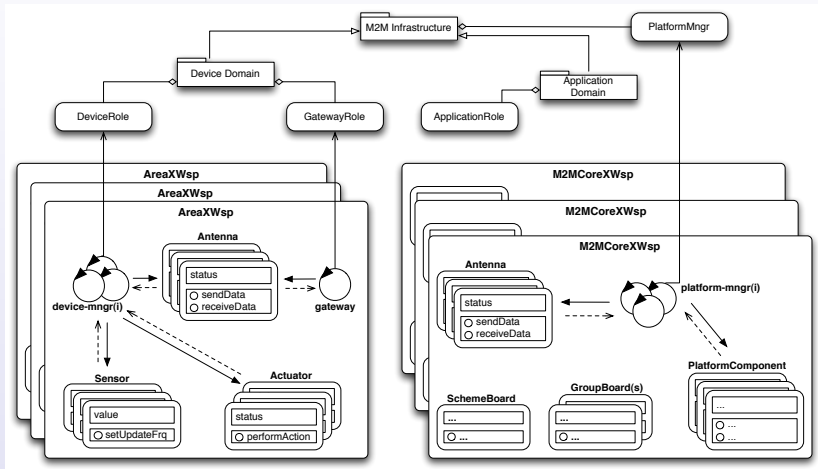 M2M Infrastructure
PlatformMngr
Device Domain
Application
Domain
DeviceRole
GatewayRole
ApplicationRole
AreaXWsp
AreaXWsp
AreaXWsp
Antenna
status
sendData
receiveData
device-mngr(i)
gateway
Sensor
value
setUpdateFrq
Actuator
status
performAction
M2MCoreXWsp
M2MCoreXWsp
M2MCoreXWsp
Antenna
status
sendData
receiveData
platform-mngr(i)
PlatformComponent
...
...
...
SchemeBoard
...
...
GroupBoard(s)
...
...